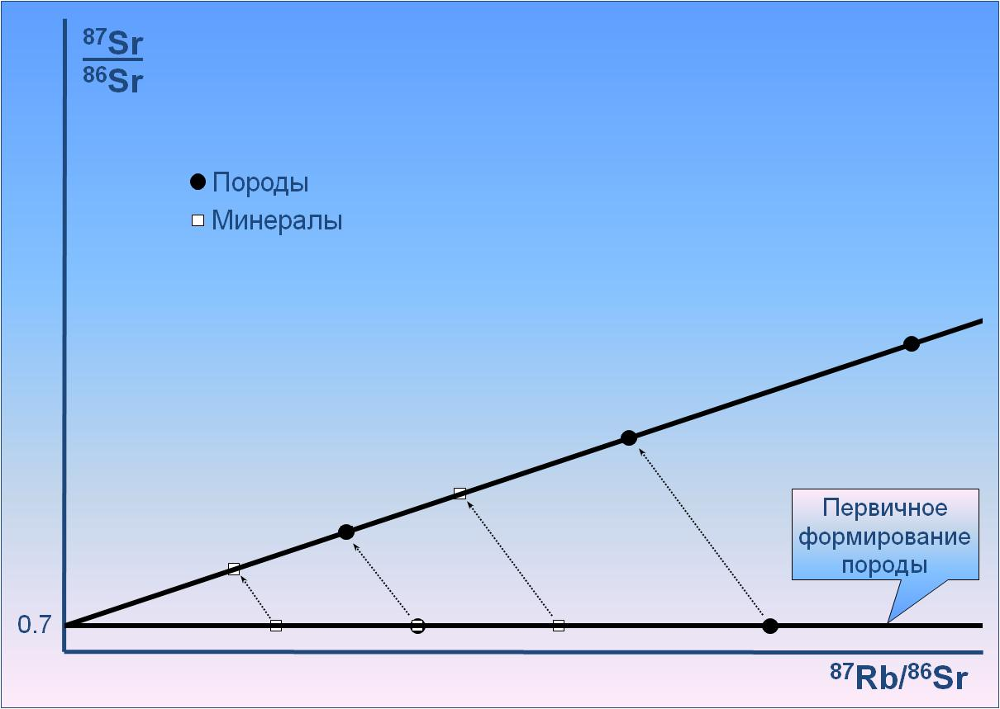 ⁸⁷Sr
⁸⁶Sr
Породы
Минералы
Первичное
формирование
породы
0.7
⁸⁷Rb/⁸⁶Sr